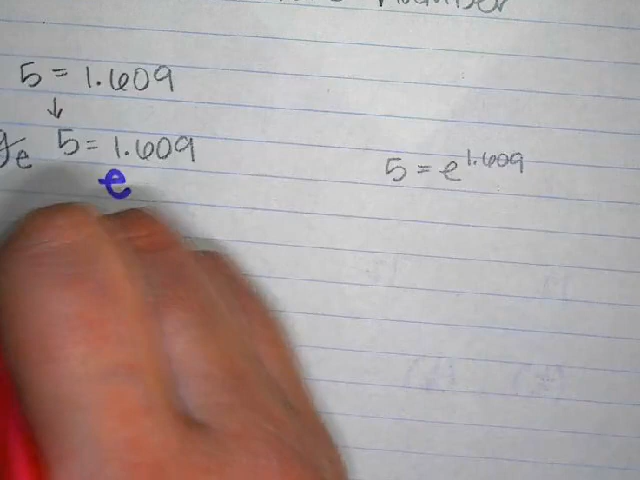 5 = 1.609
↓
e 5 = 1.609
e
5 = e^1.609